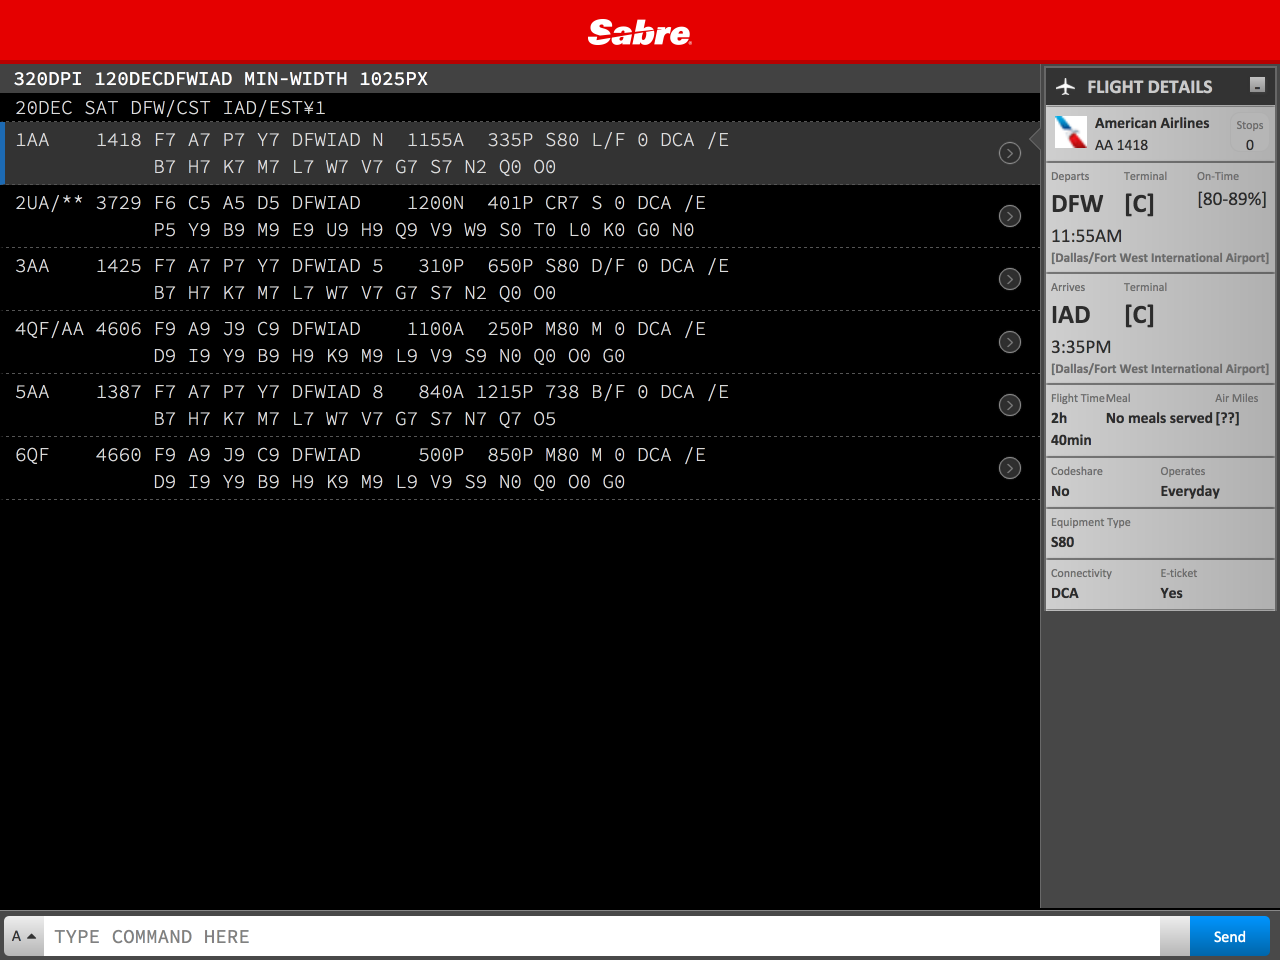 Sabre
320DPI 120DECDFWIAD MIN-WIDTH 1025PX
20DEC SAT DFW/CST IAD/EST¥1
1AA 1418 F7 A7 P7 Y7 DFWIAD N 1155A 335P S80 L/F 0 DCA /E
B7 H7 K7 M7 L7 W7 V7 G7 S7 N2 Q0 O0
2UA/** 3729 F6 C5 A5 D5 DFWIAD 1200N 401P CR7 S 0 DCA /E
P5 Y9 B9 M9 E9 U9 H9 Q9 V9 W9 S0 T0 L0 K0 G0 N0
3AA 1425 F7 A7 P7 Y7 DFWIAD 5 310P 650P S80 D/F 0 DCA /E
B7 H7 K7 M7 L7 W7 V7 G7 S7 N2 Q0 O0
4QF/AA 4606 F9 A9 J9 C9 DFWIAD 1100A 250P M80 M 0 DCA /E
D9 I9 Y9 B9 H9 K9 M9 L9 V9 S9 N0 Q0 O0 G0
5AA 1387 F7 A7 P7 Y7 DFWIAD 8 840A 1215P 738 B/F 0 DCA /E
B7 H7 K7 M7 L7 W7 V7 G7 S7 N7 Q7 O5
6QF 4660 F9 A9 J9 C9 DFWIAD 500P 850P M80 M 0 DCA /E
D9 I9 Y9 B9 H9 K9 M9 L9 V9 S9 N0 Q0 O0 G0
FLIGHT DETAILS
American Airlines Stops
AA 1418 0
Departs Terminal On-Time
DFW [C] [80-89%]
11:55AM
[Dallas/Fort West International Airport]
Arrives Terminal
IAD [C]
3:35PM
[Dallas/Fort West International Airport]
Flight Time Meal Air Miles
2h No meals served [??]
40min
Codeshare Operates
No Everyday
Equipment Type
S80
Connectivity E-ticket
DCA Yes
A TYPE COMMAND HERE Send